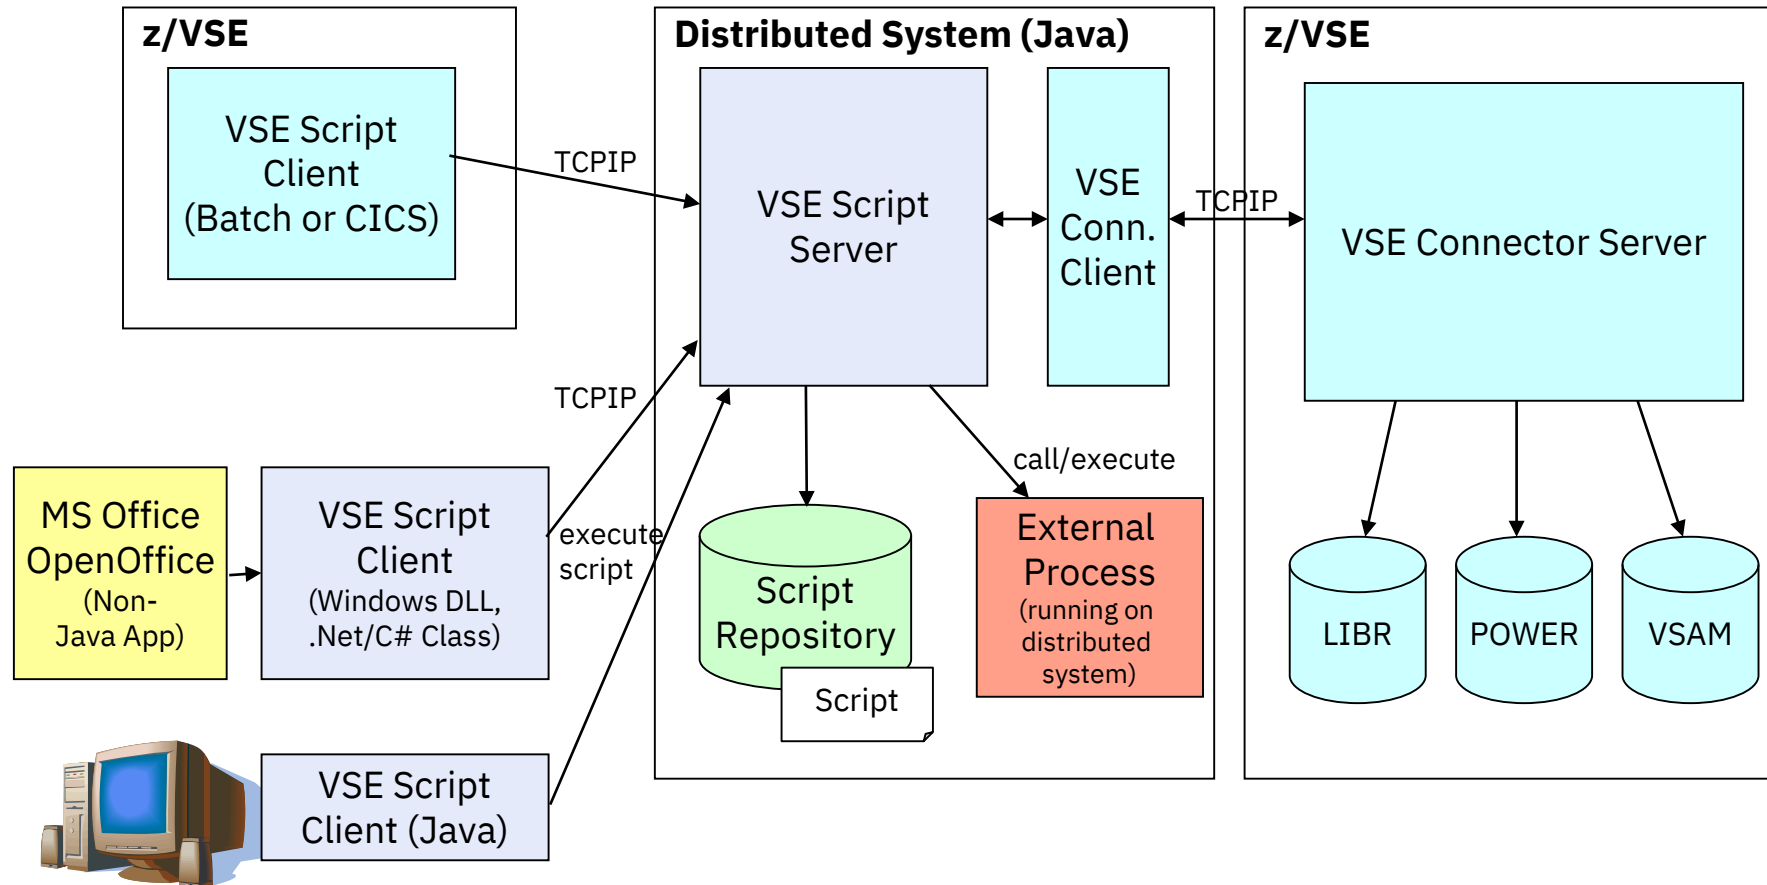 z/VSE
VSE Script
Client
(Batch or CICS)
TCPIP
Distributed System (Java)
VSE Script
Server
VSE
Conn.
Client
TCPIP
z/VSE
VSE Connector Server
TCPIP
MS Office
OpenOffice
(Non-
Java App)
VSE Script
Client
(Windows DLL,
.Net/C# Class)
execute
script
call/execute
Script
Repository
Script
External
Process
(running on
distributed
system)
LIBR
POWER
VSAM
VSE Script
Client (Java)